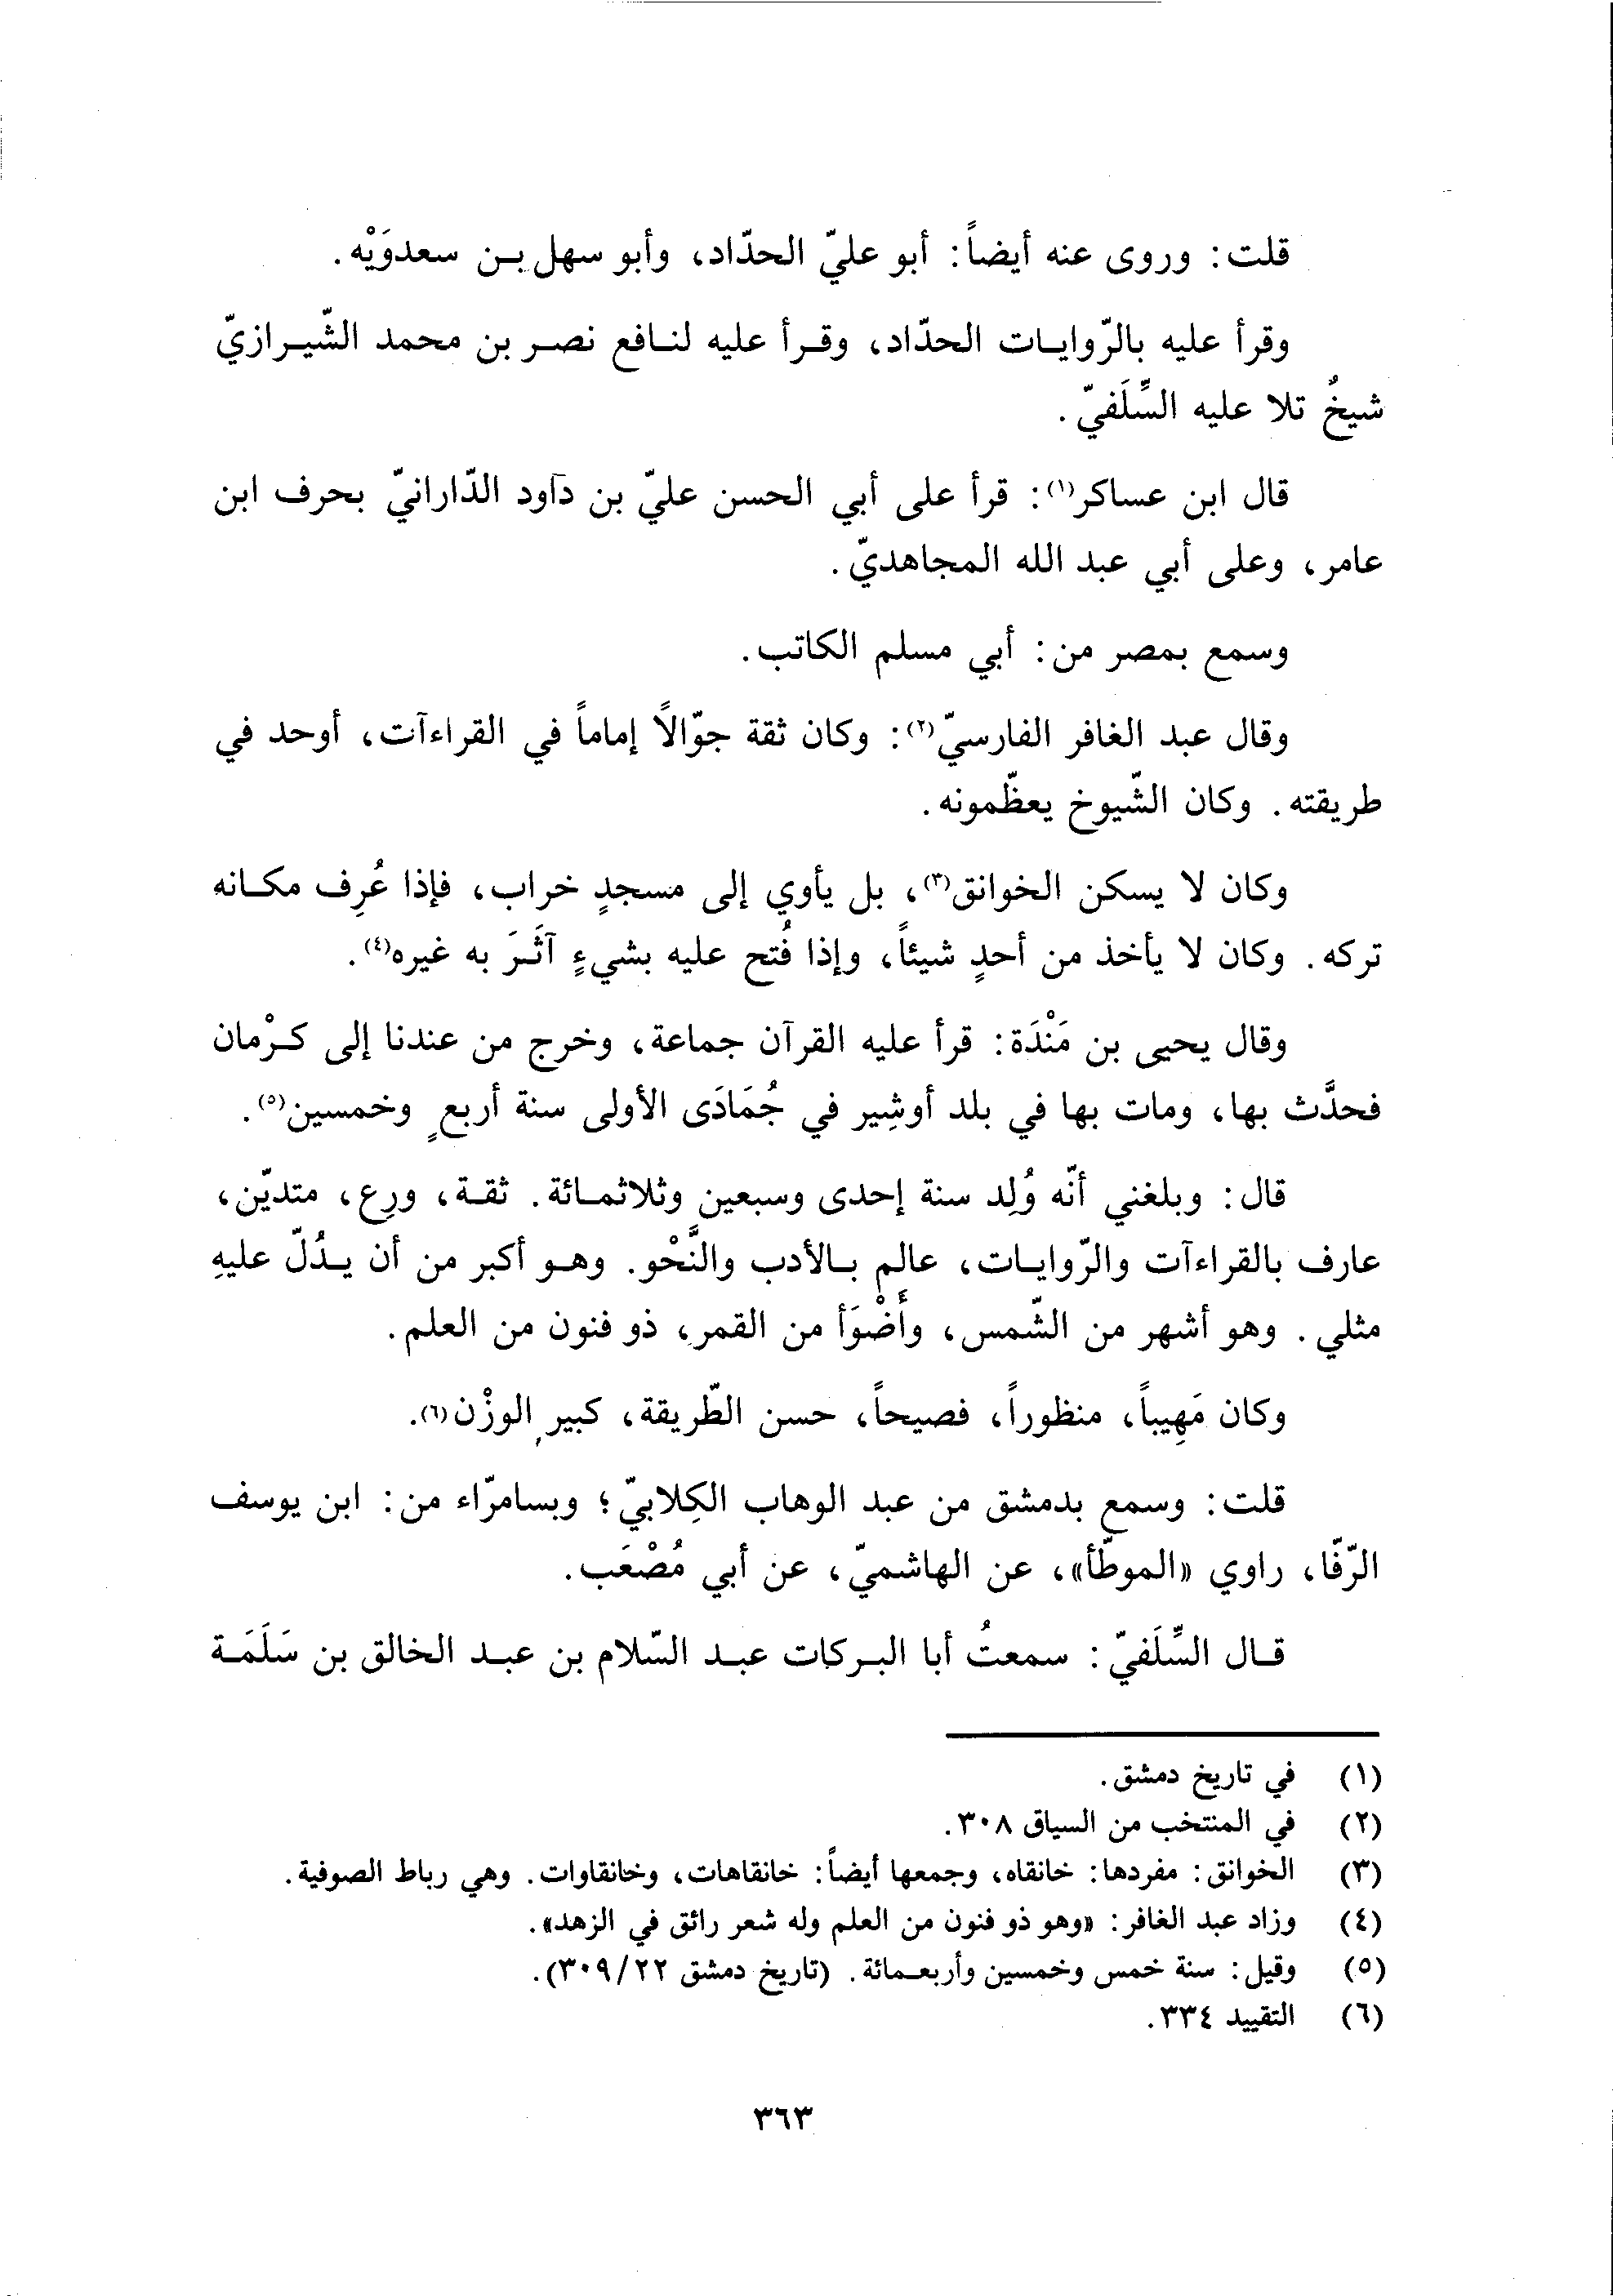 قلت: وروى عنه أيضاً: أبو عليّ الحدّاد، وأبو سهل بن سعدوَيْه.
وقرأ عليه بالرّوايات الحدّاد، وقرأ عليه لنافع نصر بن محمد الشّيرازيّ
شيخٌ تلا عليه السِّلَفيّ.
قال ابن عساكر(١): قرأ على أبي الحسن عليّ بن دآود الدّارانيّ بحرف ابن
عامر، وعلى أبي عبد الله المجاهديّ.
وسمع بمصر من: أبي مسلم الكاتب.
وقال عبد الغافر الفارسيّ(٢): وكان ثقة جوّالاً إماماً في القراءآت، أوحد في
طريقته. وكان الشّيوخ يعظّمونه.
وكان لا يسكن الخوانق(٣)، بل يأوي إلى مسجدٍ خراب، فإذا عُرِف مكانه
تركه. وكان لا يأخذ من أحدٍ شيئاً، وإذا فُتح عليه بشيءٍ آثَرَ به غيره(٤).
وقال يحيى بن مَنْدَة: قرأ عليه القرآن جماعة، وخرج من عندنا إلى كرْمان
فحدَّث بها، ومات بها في بلد أوشِير في جُمَادَى الأولى سنة أربعٍ وخمسين(٥).
قال: وبلغني أنّه وُلِد سنة إحدى وسبعين وثلاثمائة. ثقة، ورِع، متديّن،
عارف بالقراءآت والرّوايات، عالم بالأدب والنَّحْو. وهو أكبر من أن يدُلّ عليهِ
مثلي. وهو أشهر من الشّمس، وأَضْوَأ من القمر، ذو فنون من العلم.
وكان مَهِيباً، منظوراً، فصيحاً، حسن الطّريقة، كبير الوزْن(٦).
قلت: وسمع بدمشق من عبد الوهاب الكِلابيّ؛ وبسامرّاء من: ابن يوسف
الرّفّا، راوي «الموطّأ»، عن الهاشميّ، عن أبي مُصْعَب.
قال السِّلَفيّ: سمعتُ أبا البركات عبد السّلام بن عبد الخالق بن سَلَمَة
(١) في تاريخ دمشق.
(٢) في المنتخب من السياق ٣٠٨.
(٣) الخوانق: مفردها: خانقاه، وجمعها أيضاً: خانقاهات، وخانقاوات. وهي رباط الصوفية.
(٤) وزاد عبد الغافر: «وهو ذو فنون من العلم وله شعر رائق في الزهد».
(٥) وقيل: سنة خمس وخمسين وأربعمائة. (تاريخ دمشق ٢٢/٣٠٩).
(٦) التقييد ٣٣٤.
٣٦٣